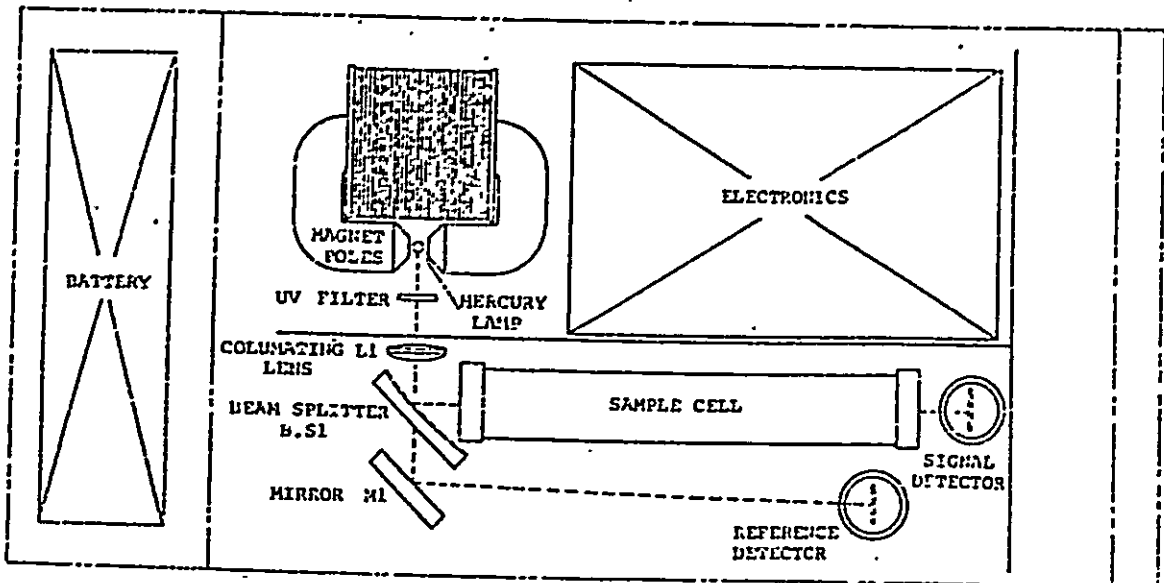 BATTERY
MAGNET
POLES
UV FILTER
MERCURY
LAMP
ELECTRONICS
COLUMATING L1
LENS
BEAM SPLITTER
B.S1
SAMPLE CELL
MIRROR M1
SIGNAL
DETECTOR
REFERENCE
DETECTOR